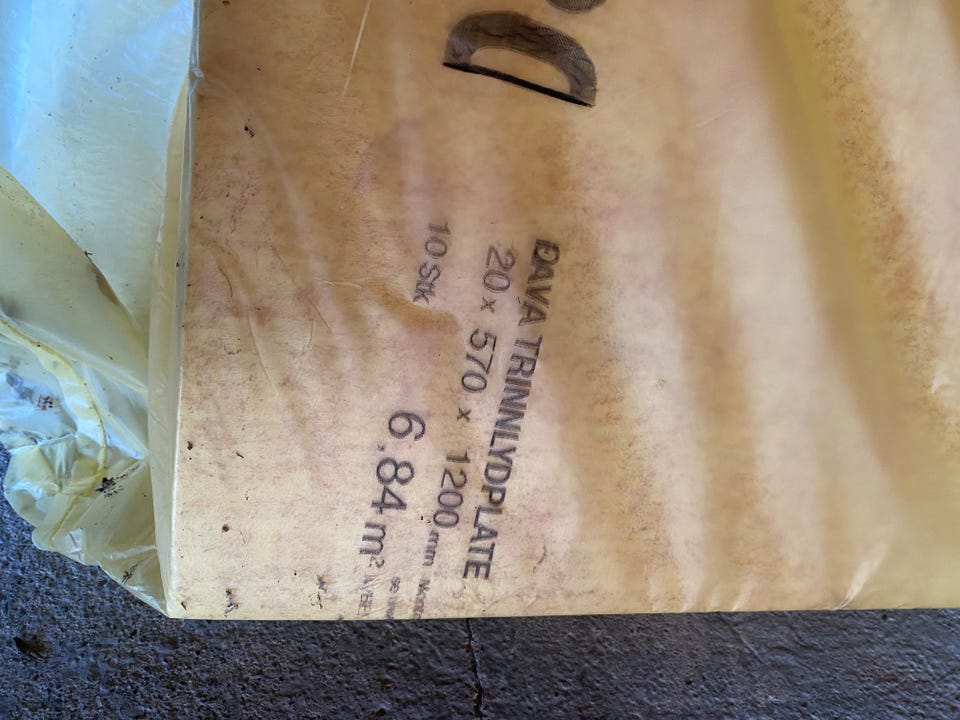 DAVA TRINNLYDPLATE
20 x 570 x 1200 mm
10 Stk
6.84 m²